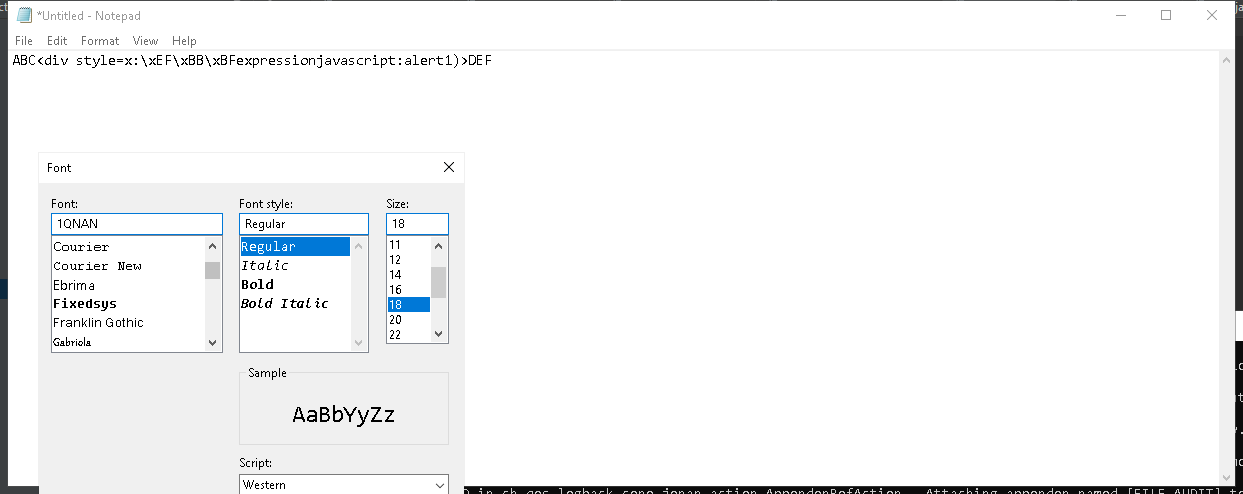 *Untitled - Notepad
File Edit Format View Help
ABC<div style=x:\xEF\xBB\xBFexpressionjavascript:alert1)>DEF
Font
Font: Font style: Size:
1QNAN Regular 18
Courier Regular 11
Courier New Italic 12
Ebrima Bold 14
Fixedsys Bold Italic 16
Franklin Gothic 18
Gabriola 20
22
Sample
AaBbYyZz
Script:
Western